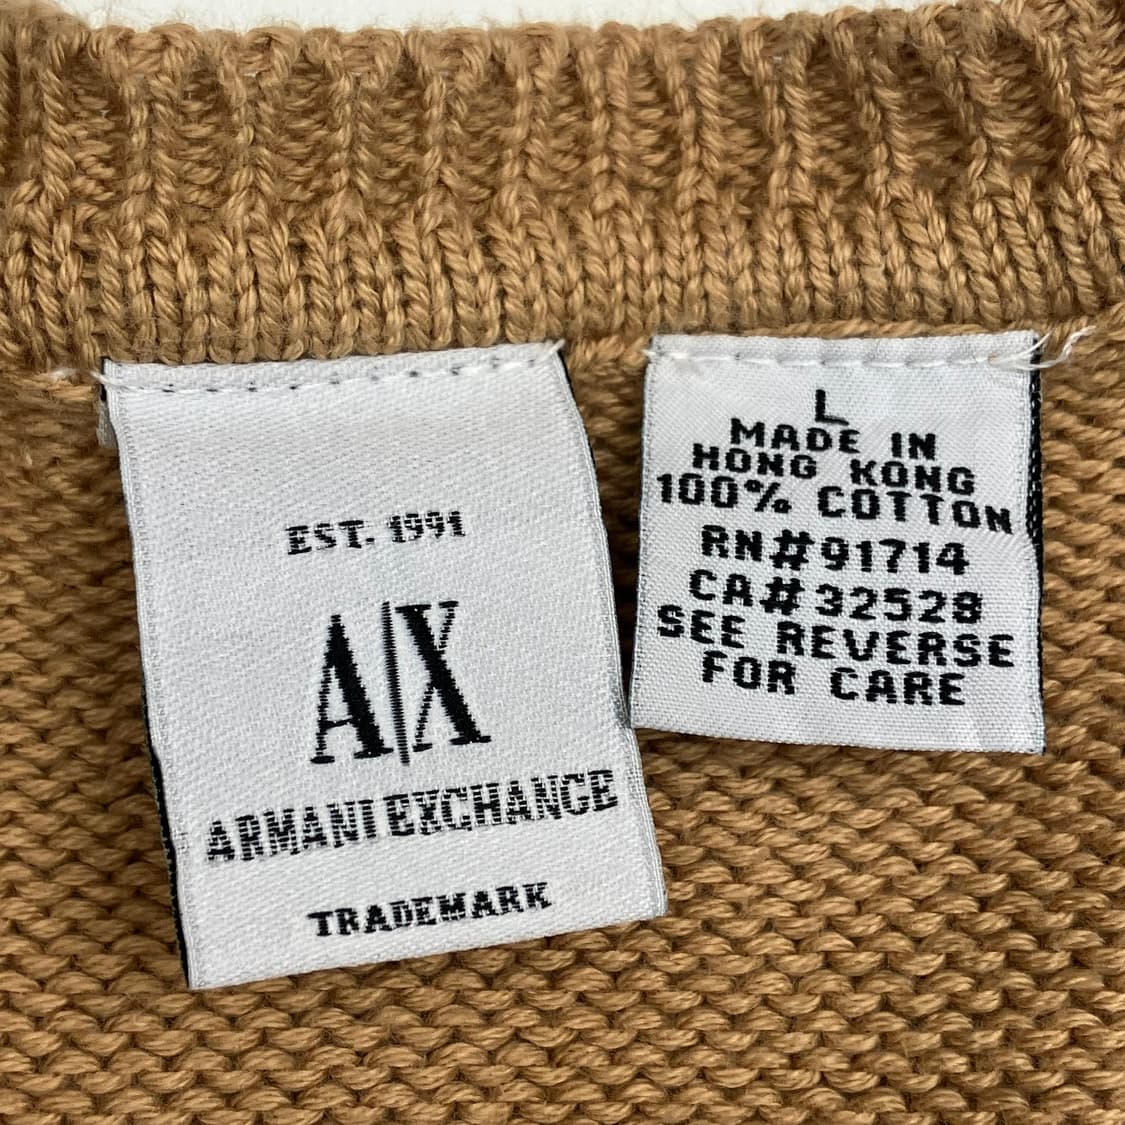 EST. 1991
A|X
ARMANI EXCHANGE
TRADEMARK
L
MADE IN
HONG KONG
100% COTTON
RN#91714
CA#32528
SEE REVERSE
FOR CARE